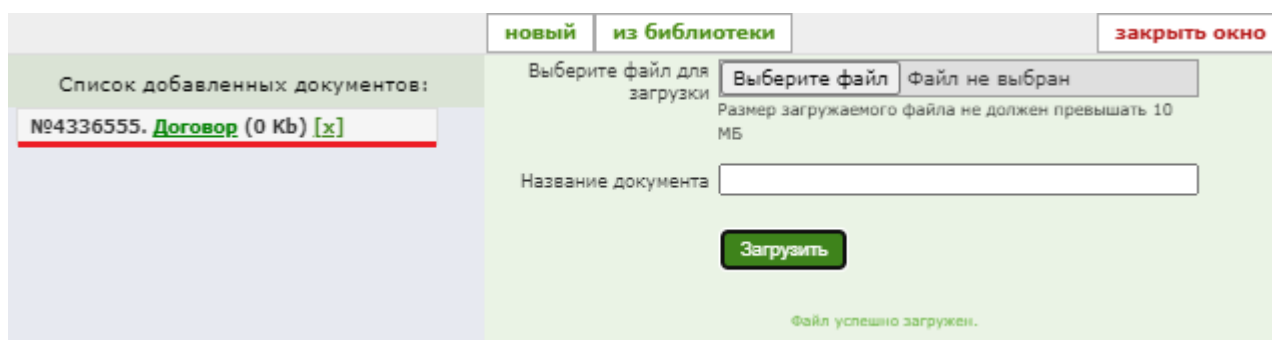 новый из библиотеки закрыть окно
Список добавленных документов:
№4336555. Договор (0 Kb) [x]
Выберите файл для загрузки
Выберите файл Файл не выбран
Размер загружаемого файла не должен превышать 10
МБ
Название документа
Загрузить
Файл успешно загружен.